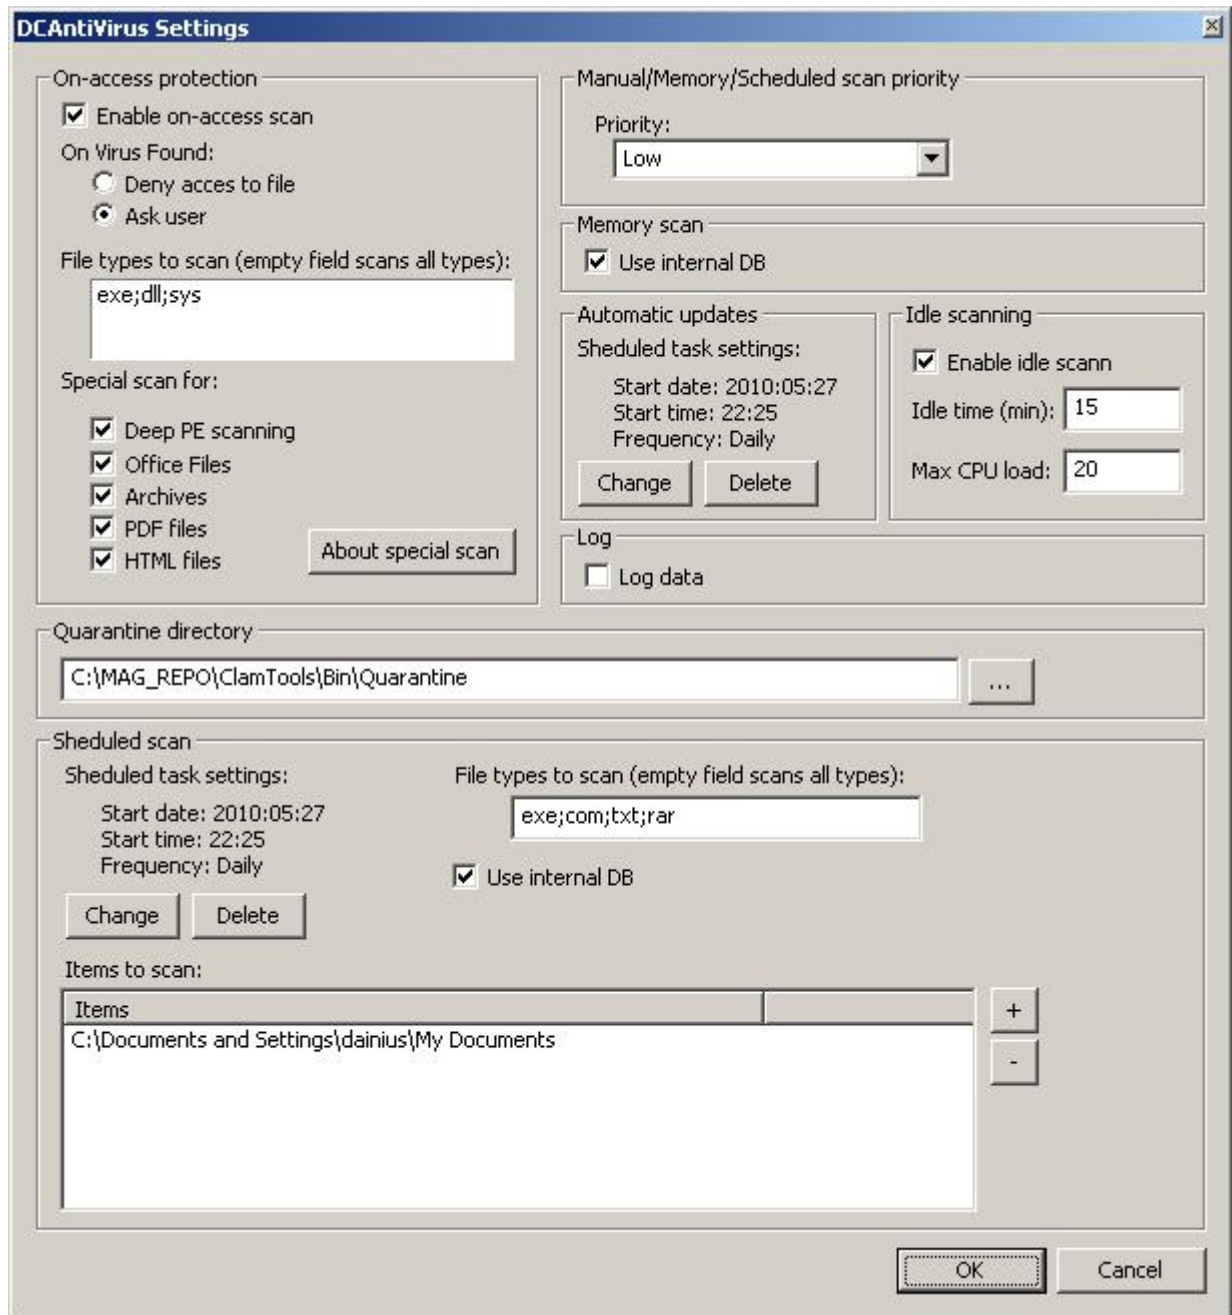 DCAntiVirus Settings
On-access protection
Enable on-access scan
On Virus Found:
Deny acces to file
Ask user
File types to scan (empty field scans all types):
exe;dll;sys
Special scan for:
Deep PE scanning
Office Files
Archives
PDF files
HTML files
About special scan
Manual/Memory/Scheduled scan priority
Priority:
Low
Memory scan
Use internal DB
Automatic updates
Sheduled task settings:
Start date: 2010:05:27
Start time: 22:25
Frequency: Daily
Change
Delete
Idle scanning
Enable idle scann
Idle time (min):
15
Max CPU load:
20
Log
Log data
Quarantine directory
C:\MAG_REPO\ClamTools\Bin\Quarantine
...
Sheduled scan
Sheduled task settings:
Start date: 2010:05:27
Start time: 22:25
Frequency: Daily
Change
Delete
File types to scan (empty field scans all types):
exe;com;txt;rar
Use internal DB
Items to scan:
Items
C:\Documents and Settings\dainius\My Documents
+
-
OK
Cancel